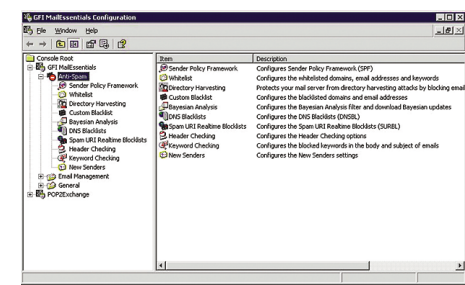 GFI MailEssentials Configuration
File Window Help
Console Root
GFI MailEssentials
Anti-Spam
Sender Policy Framework
Whitelist
Directory Harvesting
Custom Blacklist
Bayesian Analysis
DNS Blacklists
Spam URI Realtime Blocklists
Header Checking
Keyword Checking
New Senders
Email Management
General
POP2Exchange
Item Description
Sender Policy Framework Configures Sender Policy Framework (SPF)
Whitelist Configures the whitelisted domains, email addresses and keywords
Directory Harvesting Protects your mail server from directory harvesting attacks by blocking email
Custom Blacklist Configures the blacklisted domains and email addresses
Bayesian Analysis Configures the Bayesian Analysis filter and download Bayesian updates
DNS Blacklists Configures the DNS Blacklists (DNSBL)
Spam URI Realtime Blocklists Configures the Spam URI Realtime Blocklists (SURBL)
Header Checking Configures the Header Checking options
Keyword Checking Configures the blocked keywords in the body and subject of emails
New Senders Configures the New Senders settings